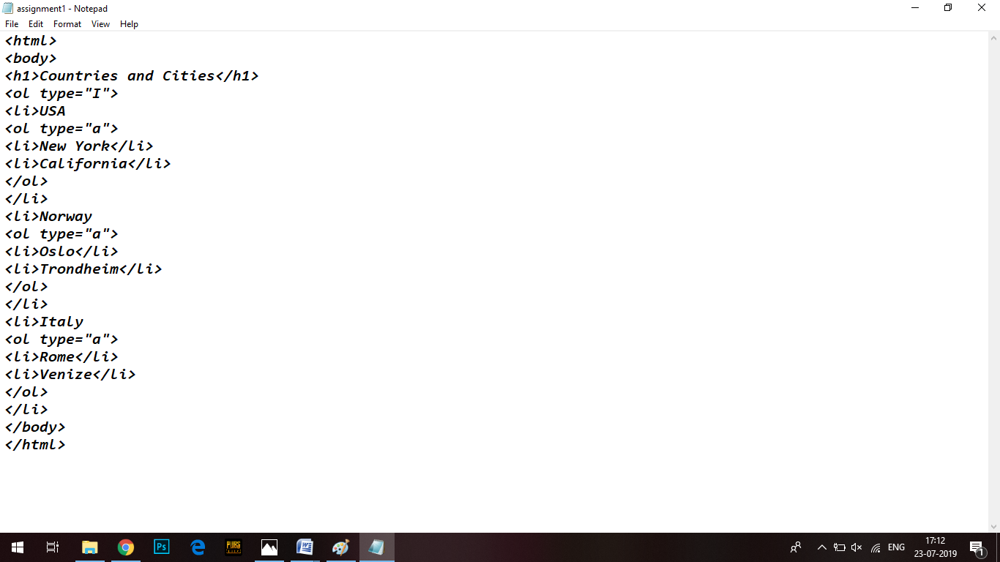 assignment1 - Notepad
File Edit Format View Help
<html>
<body>
<h1>Countries and Cities</h1>
<ol type="I">
<li>USA
<ol type="a">
<li>New York</li>
<li>California</li>
</ol>
</li>
<li>Norway
<ol type="a">
<li>Oslo</li>
<li>Trondheim</li>
</ol>
</li>
<li>Italy
<ol type="a">
<li>Rome</li>
<li>Venize</li>
</ol>
</li>
</body>
</html>
Ps
PUBG
ENG
17:12
23-07-2019
1